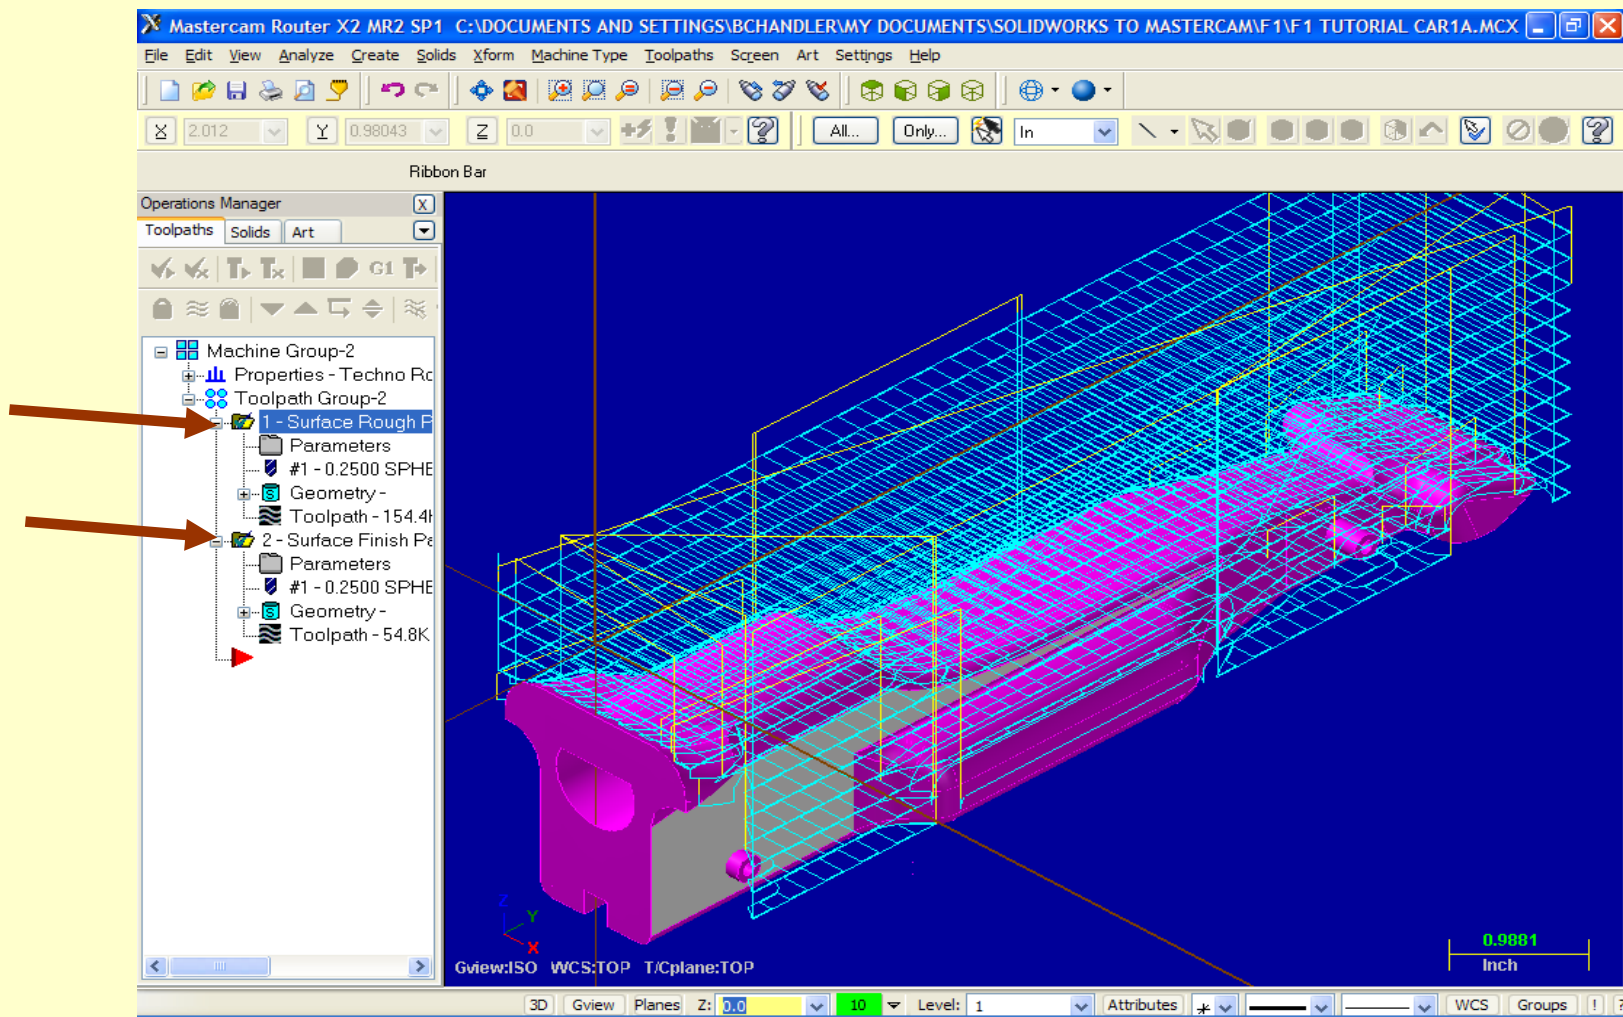 Mastercam Router X2 MR2 SP1  C:\DOCUMENTS AND SETTINGS\BCHANDLER\MY DOCUMENTS\SOLIDWORKS TO MASTERCAM\F1\F1 TUTORIAL CAR1A.MCX
File Edit View Analyze Create Solids Xform Machine Type Toolpaths Screen Art Settings Help
X 2.012 Y 0.98043 Z 0.0 All... Only... In
Ribbon Bar
Operations Manager X
Toolpaths Solids Art
G1
Machine Group-2
Properties - Techno Ro
Toolpath Group-2
1 - Surface Rough P
Parameters
#1 - 0.2500 SPHE
Geometry -
Toolpath - 154.4K
2 - Surface Finish Pa
Parameters
#1 - 0.2500 SPHE
Geometry -
Toolpath - 54.8K
Z
Y
X
0.9881
Inch
Gview:ISO WCS:TOP T/Cplane:TOP
3D Gview Planes Z: 0.0 10 Level: 1 Attributes WCS Groups ! ?